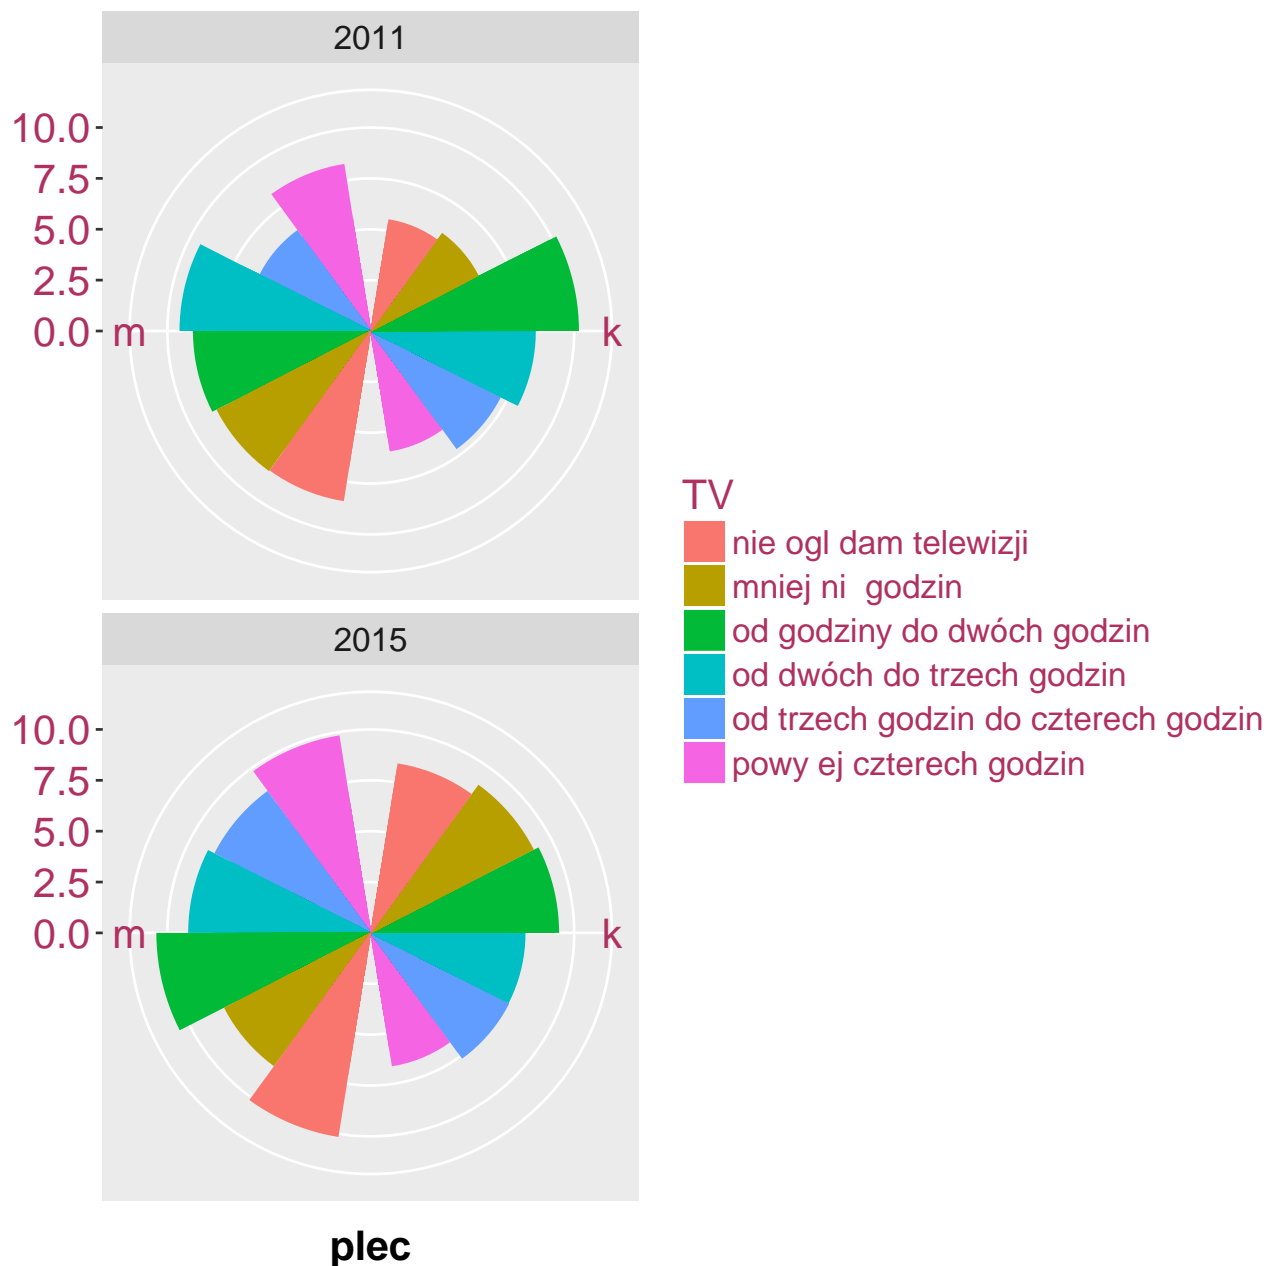 2011
10.0
7.5
5.0
2.5
0.0
m
k
2015
10.0
7.5
5.0
2.5
0.0
m
k
plec
TV
nie ogl dam telewizji
mniej ni  godzin
od godziny do dwóch godzin
od dwóch do trzech godzin
od trzech godzin do czterech godzin
powy ej czterech godzin